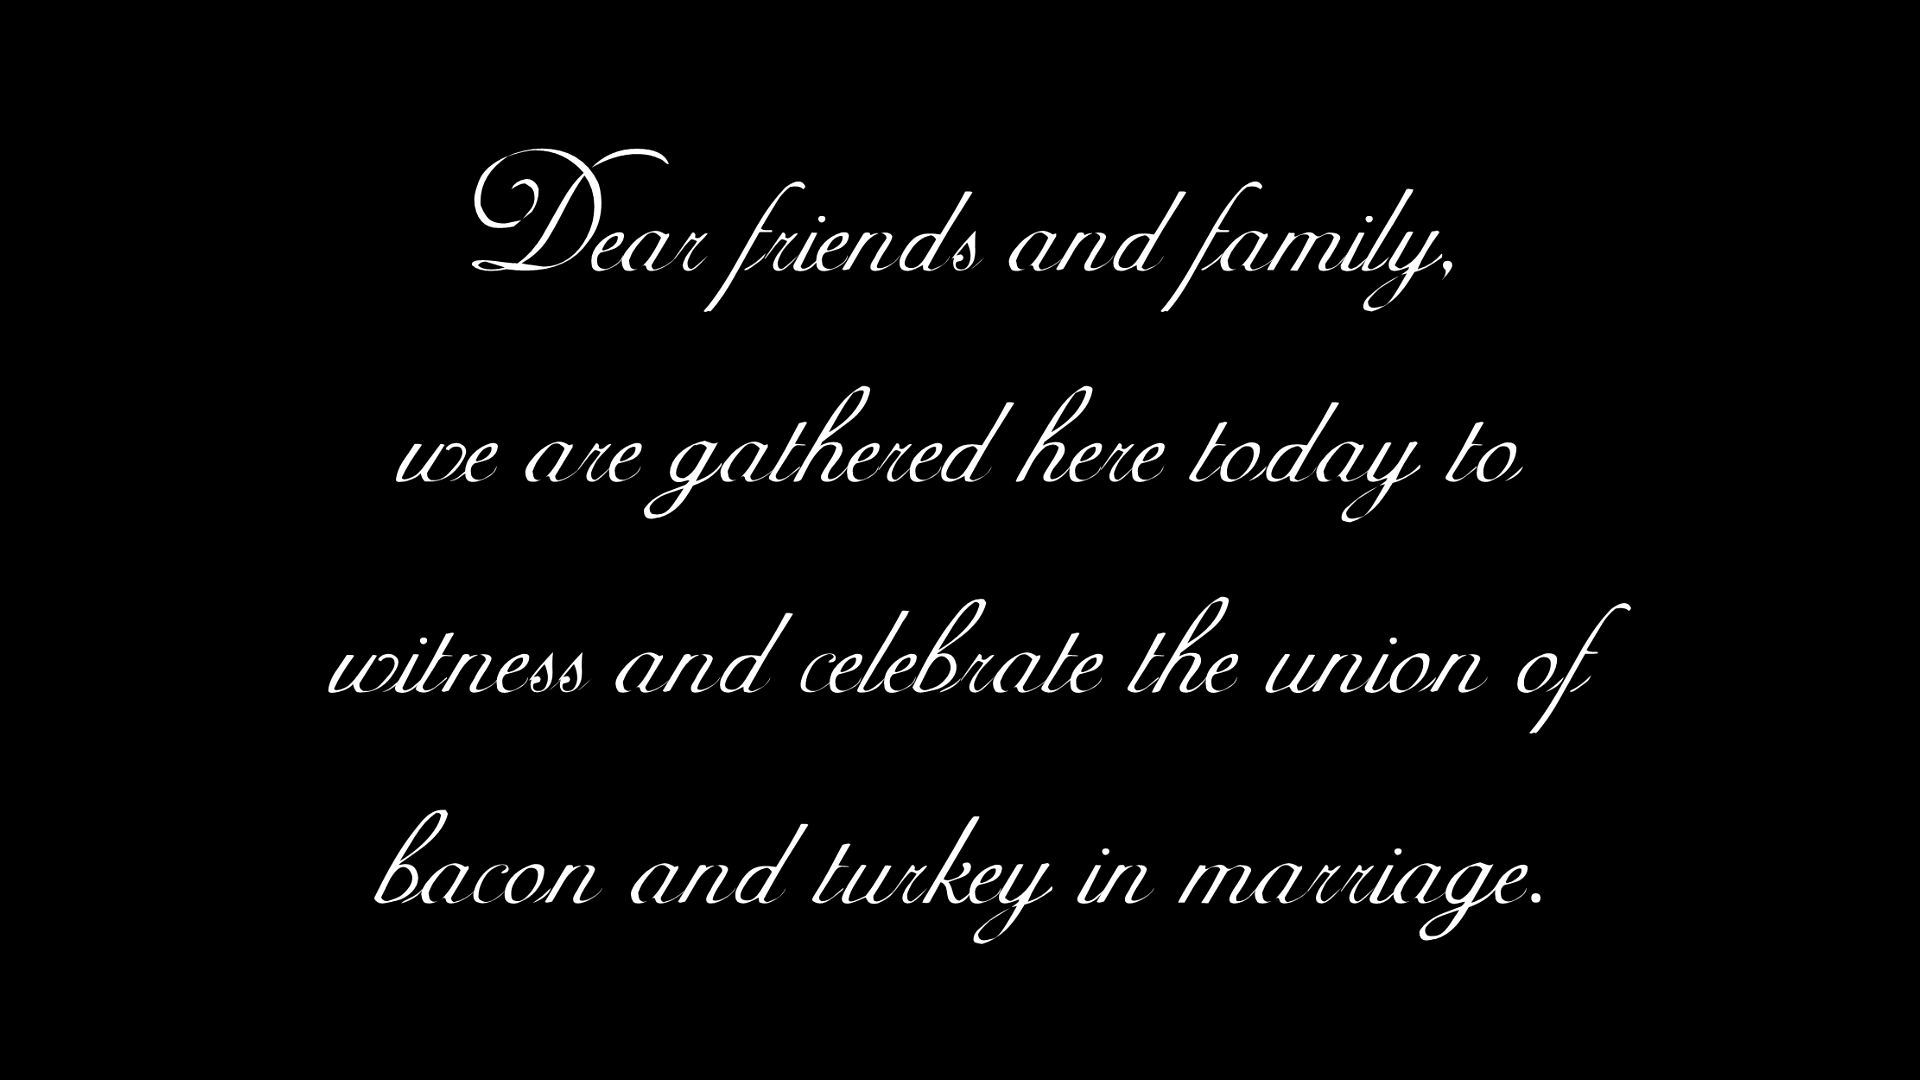 Dear friends and family,
we are gathered here today to
witness and celebrate the union of
bacon and turkey in marriage.